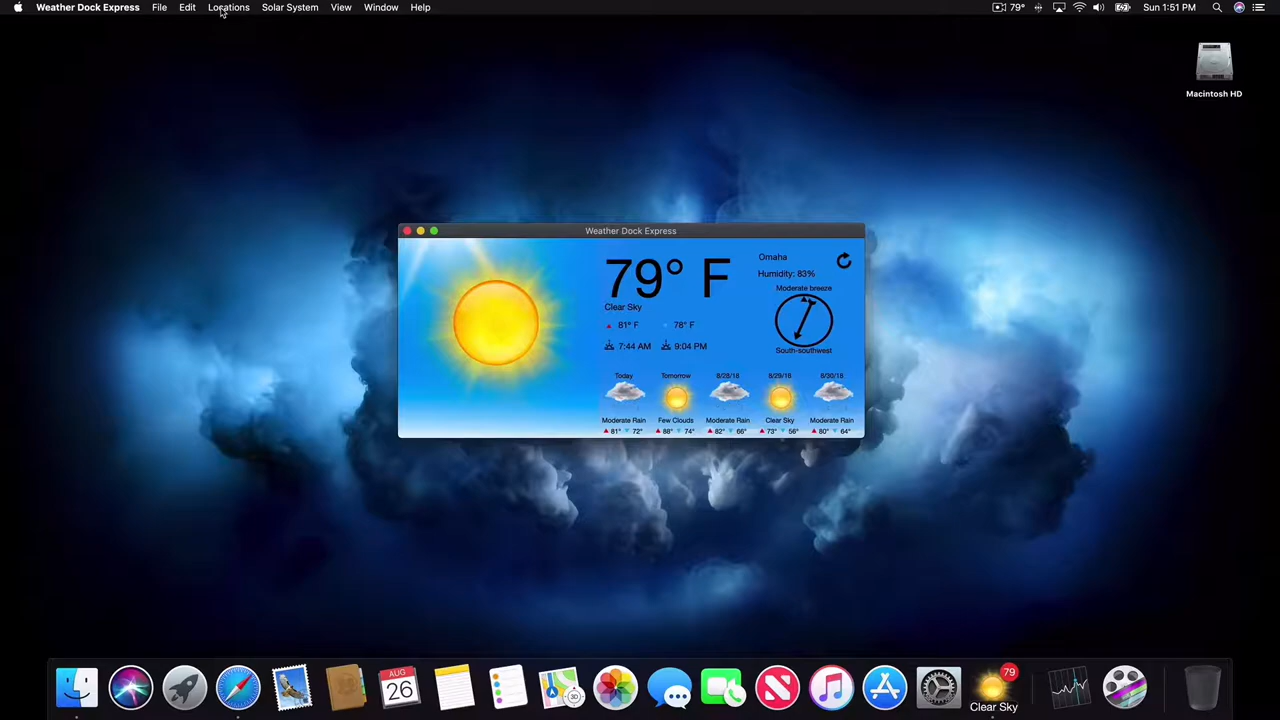 Weather Dock Express File Edit Locations Solar System View Window Help 79° Sun 1:51 PM
Macintosh HD
Weather Dock Express
79° F
Clear Sky
81° F 78° F
7:44 AM 9:04 PM
Omaha
Humidity: 83%
Moderate breeze
South-southwest
Today Tomorrow 8/28/18 8/29/18 8/30/18
Moderate Rain Few Clouds Moderate Rain Clear Sky Moderate Rain
81° 72° 88° 74° 82° 66° 73° 56° 80° 64°
AUG
26
3D
79
Clear Sky